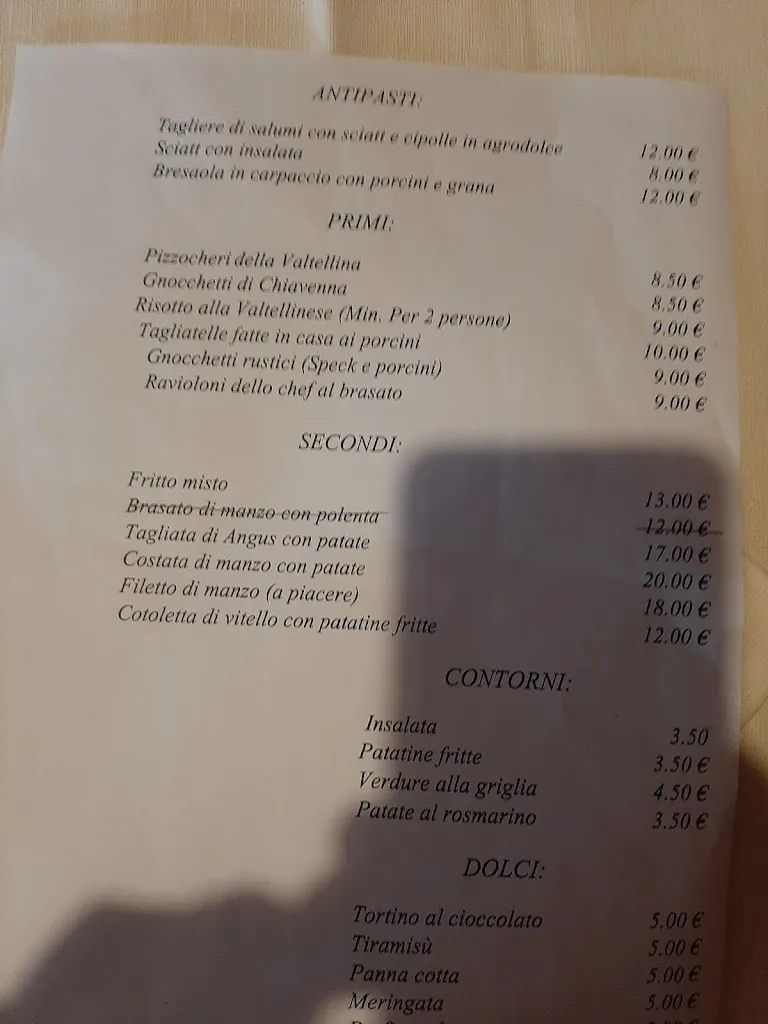 ANTIPASTI:
Tagliere di salumi con sciatt e cipolle in agrodolce 12.00 €
Sciatt con insalata 8.00 €
Bresaola in carpaccio con porcini e grana 12.00 €
PRIMI:
Pizzocheri della Valtellina 8.50 €
Gnocchetti di Chiavenna 8.50 €
Risotto alla Valtellinese (Min. Per 2 persone) 9.00 €
Tagliatelle fatte in casa ai porcini 10.00 €
Gnocchetti rustici (Speck e porcini) 9.00 €
Ravioloni dello chef al brasato 9.00 €
SECONDI:
Fritto misto 13.00 €
Brasato di manzo con polenta 12.00 €
Tagliata di Angus con patate 17.00 €
Costata di manzo con patate 20.00 €
Filetto di manzo (a piacere) 18.00 €
Cotoletta di vitello con patatine fritte 12.00 €
CONTORNI:
Insalata 3.50
Patatine fritte 3.50 €
Verdure alla griglia 4.50 €
Patate al rosmarino 3.50 €
DOLCI:
Tortino al cioccolato 5.00 €
Tiramisù 5.00 €
Panna cotta 5.00 €
Meringata 5.00 €